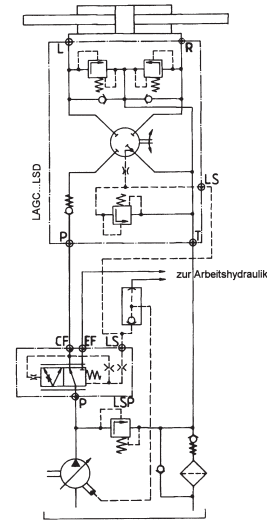 L R
LAGC...LSD
LS
P T
zur Arbeitshydraulik
CF EF LS
P LSP